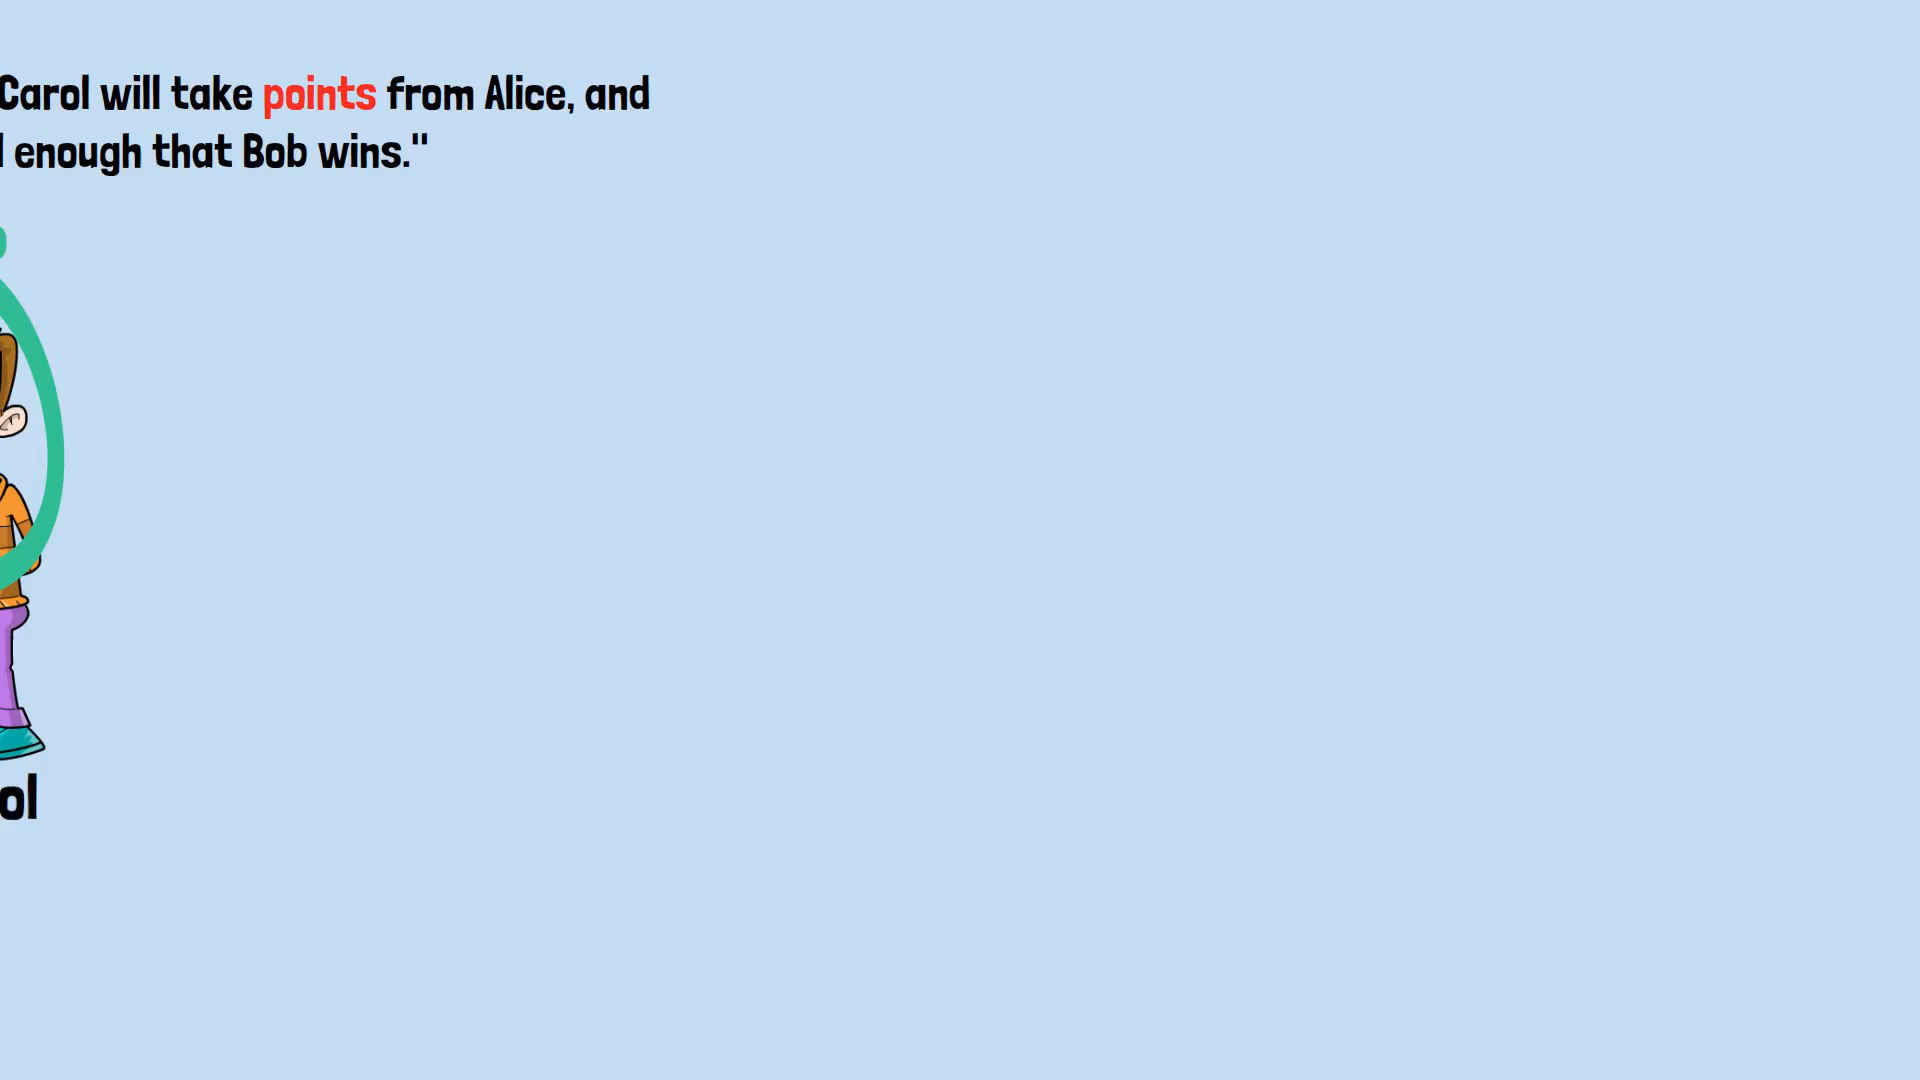 Carol will take points from Alice, and
enough that Bob wins."
ol